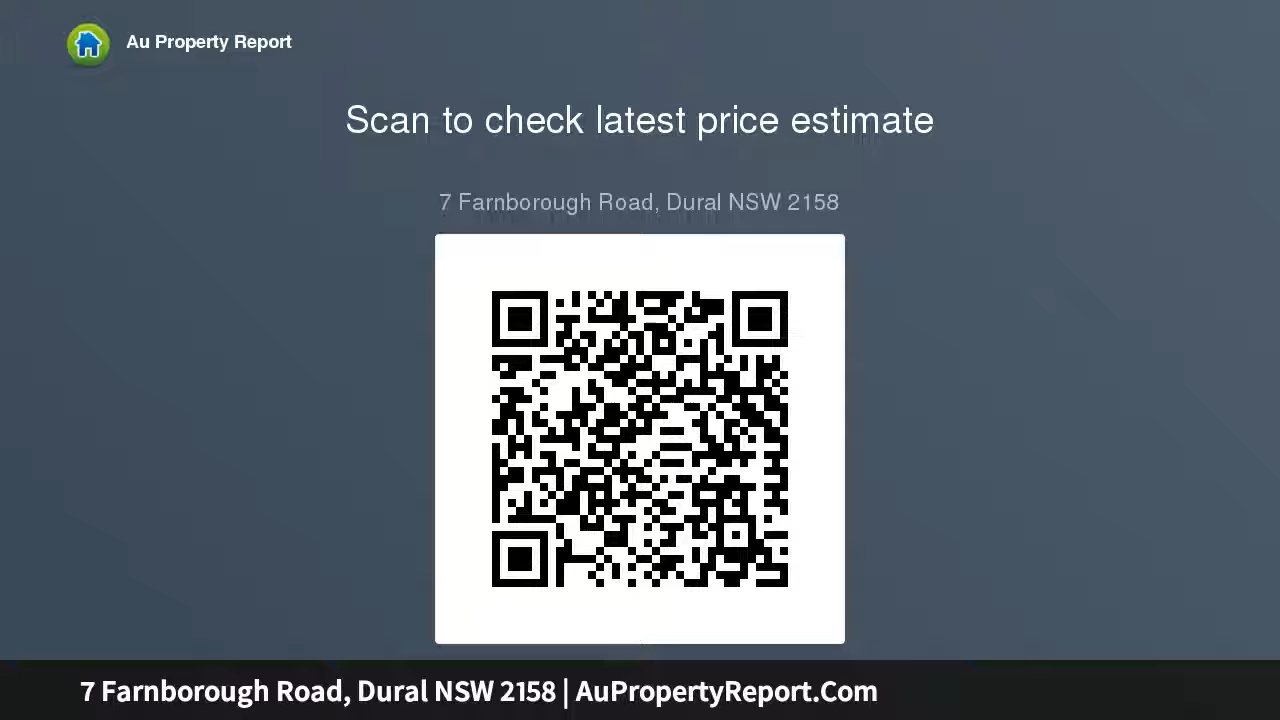 Au Property Report
Scan to check latest price estimate
7 Farnborough Road, Dural NSW 2158
7 Farnborough Road, Dural NSW 2158 | AuPropertyReport.Com